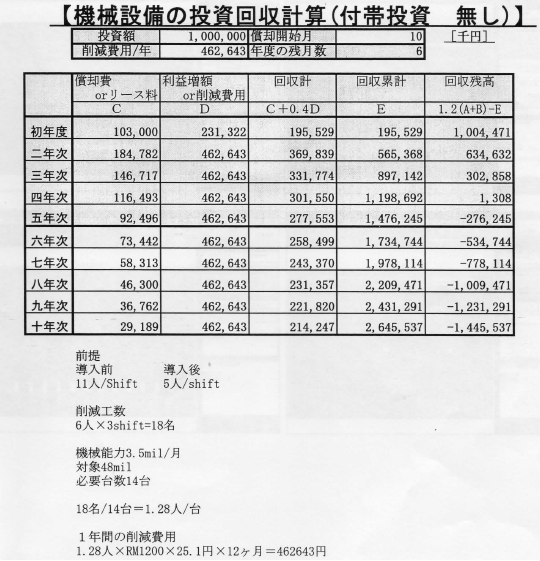 【機械設備の投資回収計算(付帯投資　無し)】
投資額 1,000,000 償却開始月 10 [千円]
削減費用/年 462,643 年度の残月数 6
償却費 利益増額 回収計 回収累計 回収残高
orリース料 or削減費用
C D C+0.4D E 1.2(A+B)-E
初年度 103,000 231,322 195,529 195,529 1,004,471
二年次 184,782 462,643 369,839 565,368 634,632
三年次 146,717 462,643 331,774 897,142 302,858
四年次 116,493 462,643 301,550 1,198,692 1,308
五年次 92,496 462,643 277,553 1,476,245 -276,245
六年次 73,442 462,643 258,499 1,734,744 -534,744
七年次 58,313 462,643 243,370 1,978,114 -778,114
八年次 46,300 462,643 231,357 2,209,471 -1,009,471
九年次 36,762 462,643 221,820 2,431,291 -1,231,291
十年次 29,189 462,643 214,247 2,645,537 -1,445,537
前提
導入前 導入後
11人/Shift 5人/shift
削減工数
6人×3shift=18名
機械能力3.5mil/月
対象48mil
必要台数14台
18名/14台＝1.28人/台
１年間の削減費用
1.28人×RM1200×25.1円×12ヶ月＝462643円